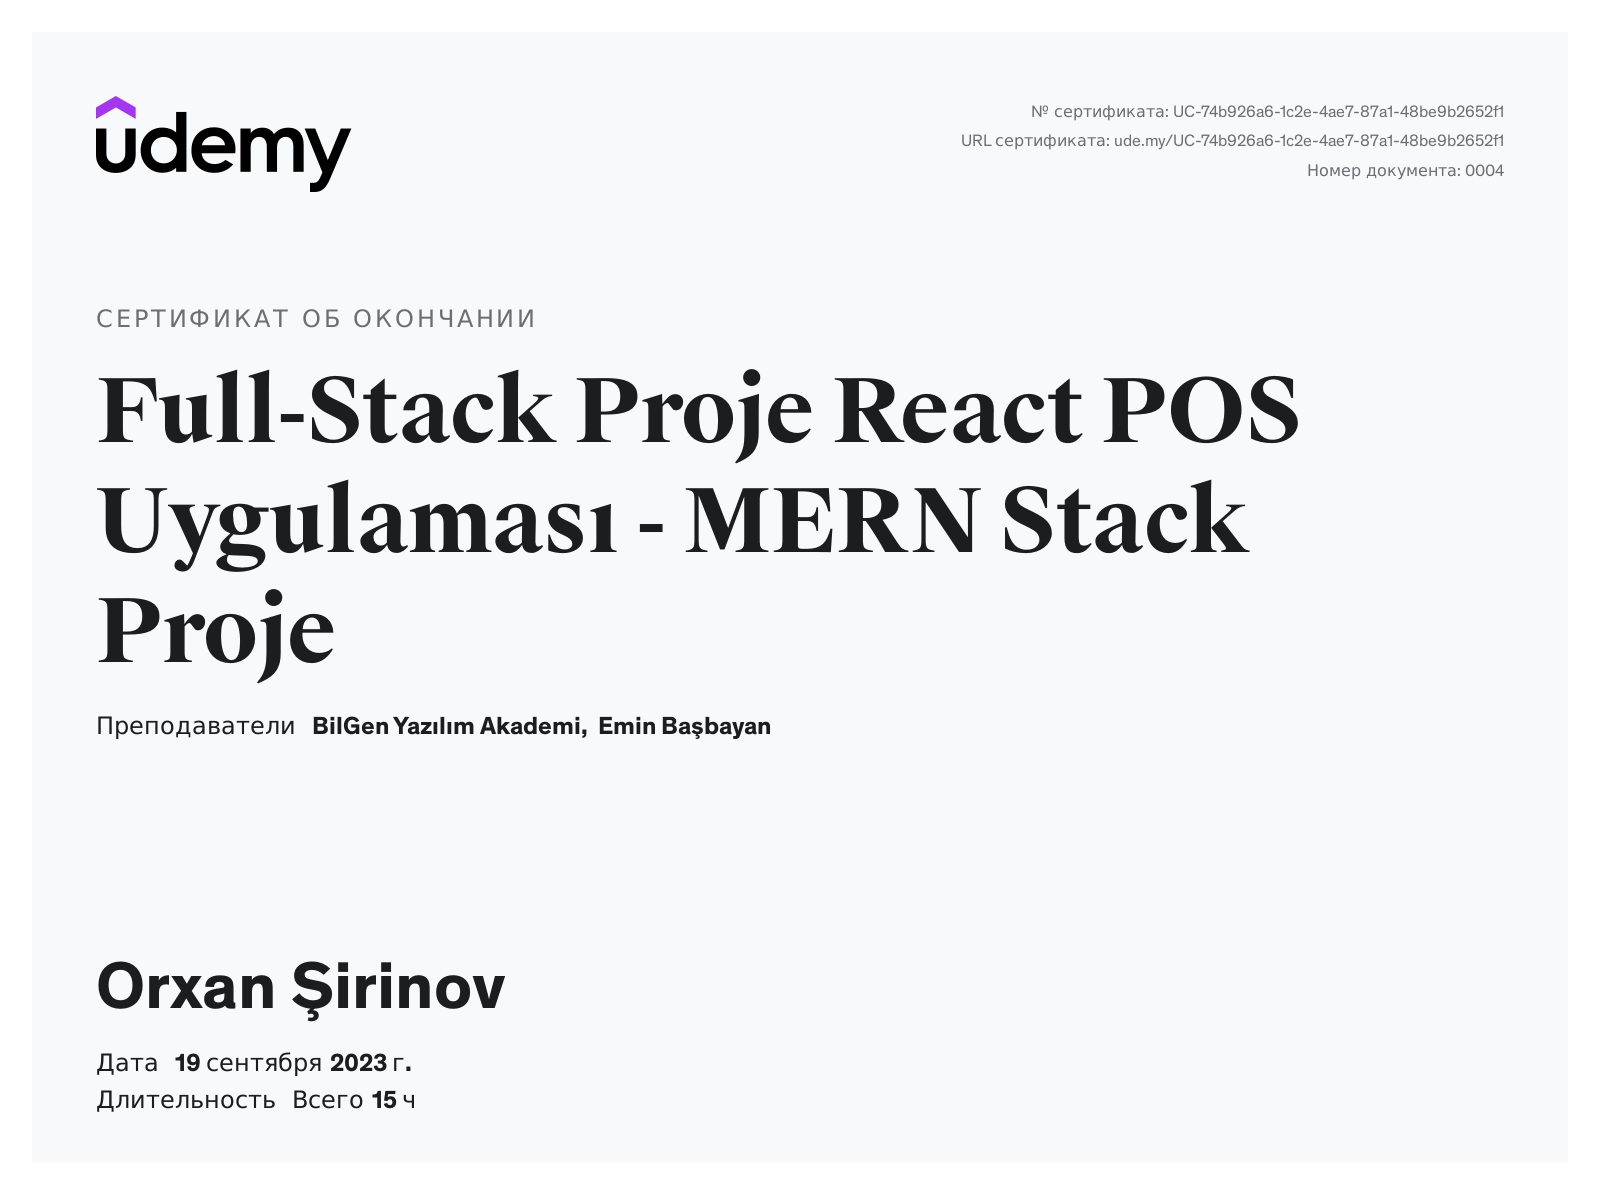 udemy
№ сертификата: UC-74b926a6-1c2e-4ae7-87a1-48be9b2652f1
URL сертификата: ude.my/UC-74b926a6-1c2e-4ae7-87a1-48be9b2652f1
Номер документа: 0004
СЕРТИФИКАТ ОБ ОКОНЧАНИИ
Full-Stack Proje React POS
Uygulaması - MERN Stack
Proje
Преподаватели BilGen Yazılım Akademi, Emin Başbayan
Orxan Şirinov
Дата 19 сентября 2023 г.
Длительность Всего 15 ч